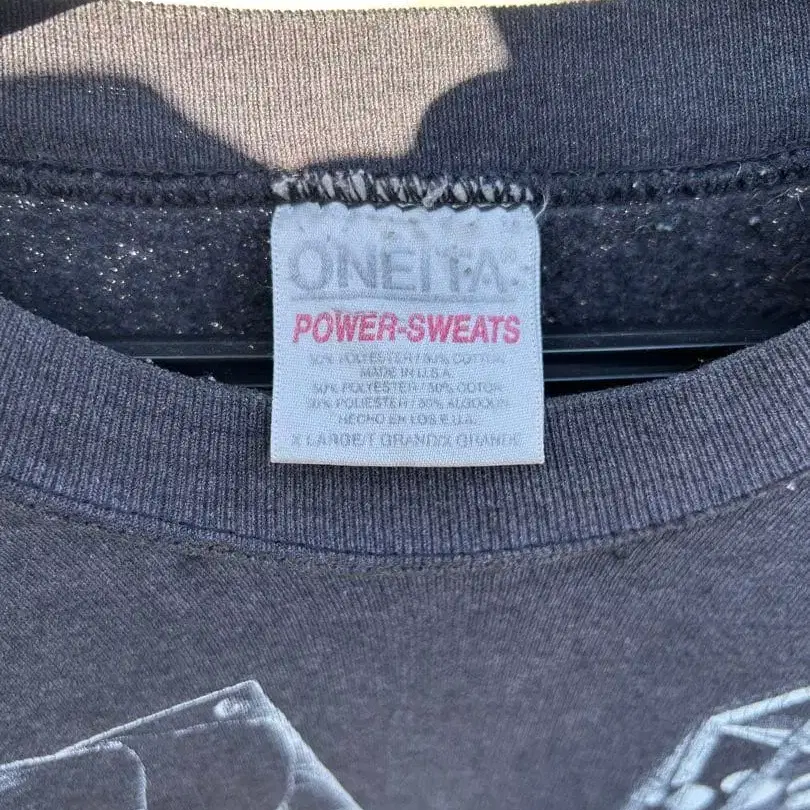 ONEITA®
POWER-SWEATS
50% POLYESTER / 50% COTTON
MADE IN U.S.A.
50% POLYESTER / 50% COTON
50% POLIESTER / 50% ALGODON
HECHO EN LOS E.U.A.
X LARGE/T GRAND/X GRANDE